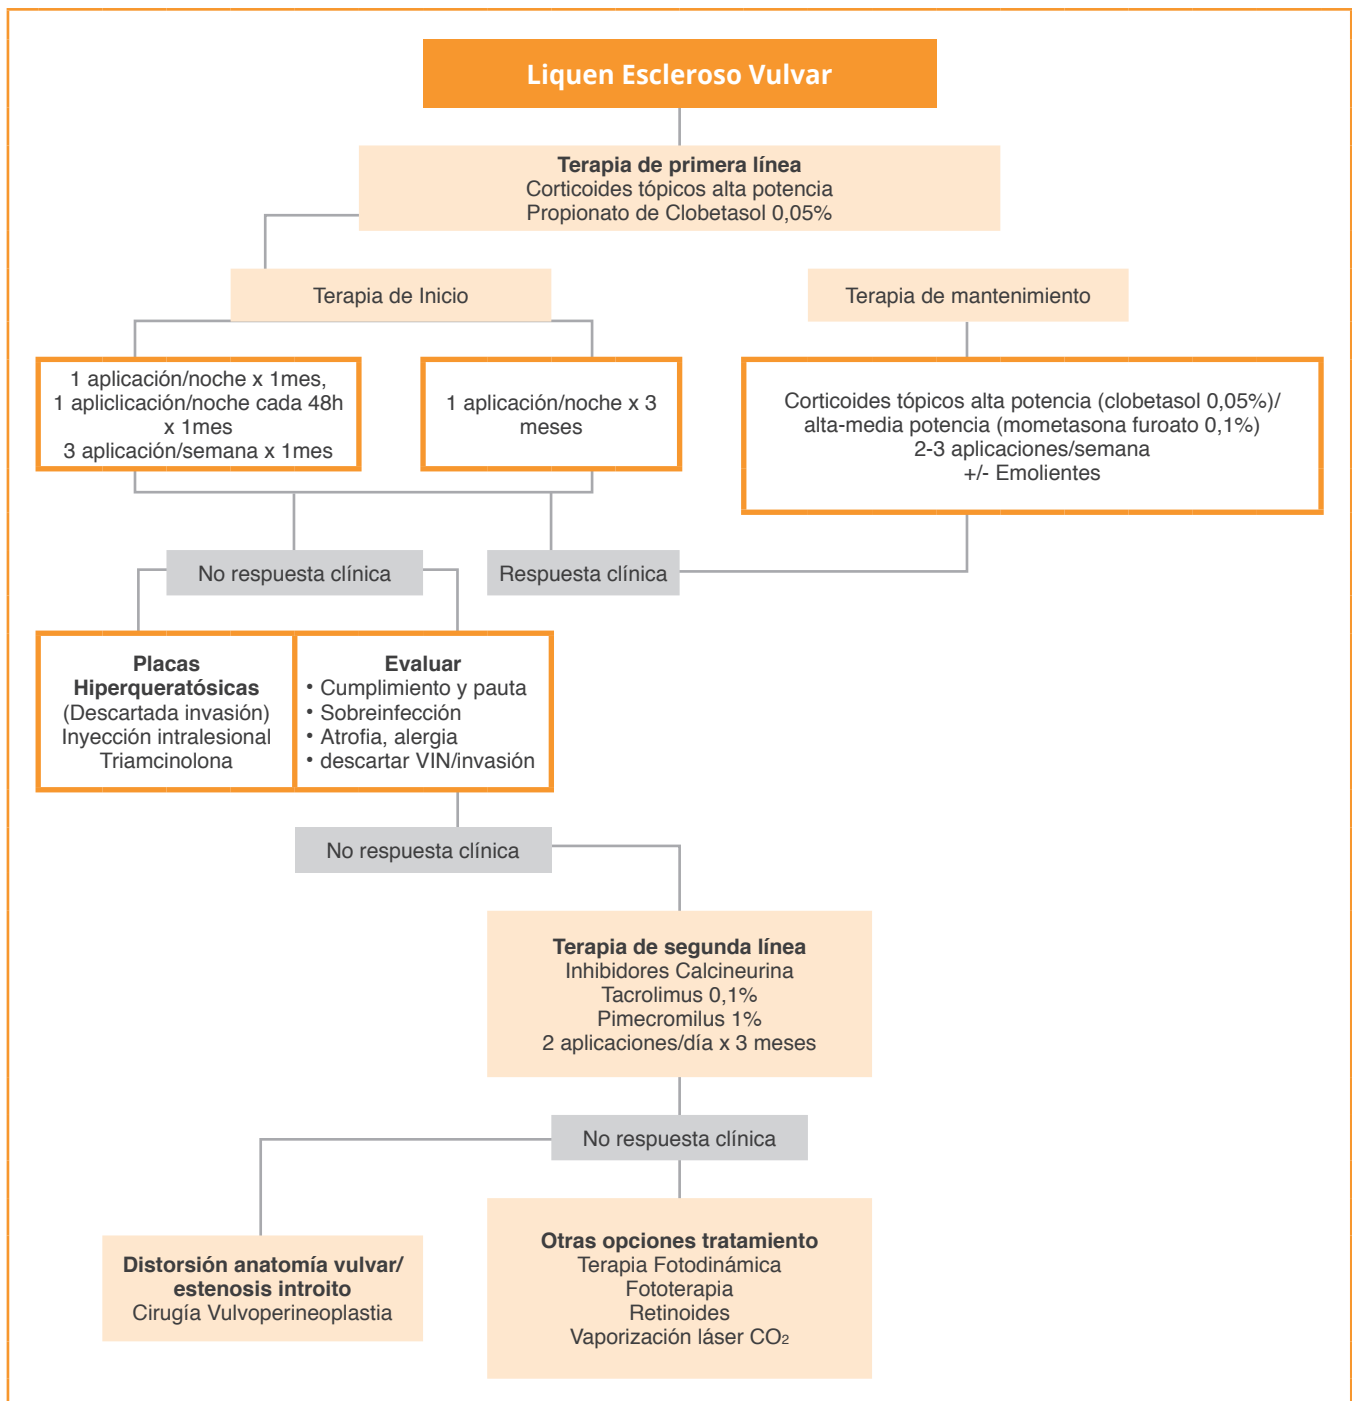 Liquen Escleroso Vulvar
Terapia de primera línea
Corticoides tópicos alta potencia
Propionato de Clobetasol 0,05%
Terapia de Inicio
Terapia de mantenimiento
1 aplicación/noche x 1mes,
1 apliclicación/noche cada 48h
x 1mes
3 aplicación/semana x 1mes
1 aplicación/noche x 3
meses
Corticoides tópicos alta potencia (clobetasol 0,05%)/
alta-media potencia (mometasona furoato 0,1%)
2-3 aplicaciones/semana
+/- Emolientes
No respuesta clínica
Respuesta clínica
Placas
Hiperqueratósicas
(Descartada invasión)
Inyección intralesional
Triamcinolona
Evaluar
• Cumplimiento y pauta
• Sobreinfección
• Atrofia, alergia
• descartar VIN/invasión
No respuesta clínica
Terapia de segunda línea
Inhibidores Calcineurina
Tacrolimus 0,1%
Pimecromilus 1%
2 aplicaciones/día x 3 meses
No respuesta clínica
Distorsión anatomía vulvar/
estenosis introito
Cirugía Vulvoperineoplastia
Otras opciones tratamiento
Terapia Fotodinámica
Fototerapia
Retinoides
Vaporización láser CO₂